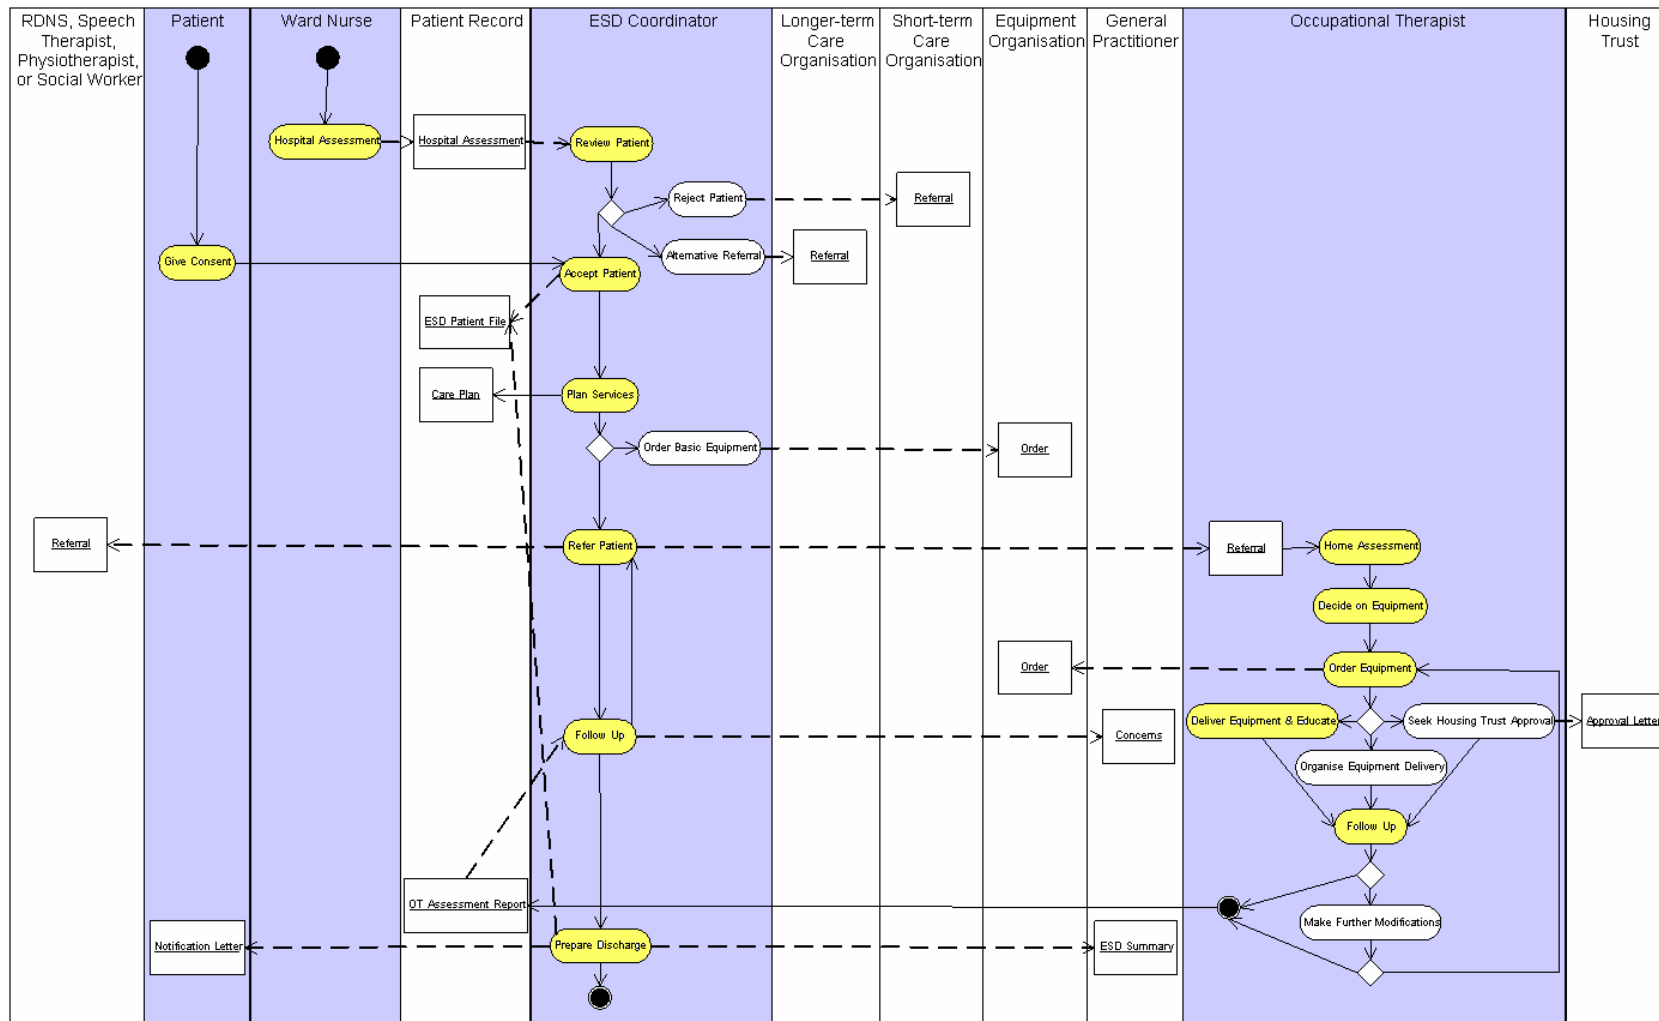 RDNS, Speech
Therapist,
Physiotherapist,
or Social Worker
Patient
Ward Nurse
Patient Record
ESD Coordinator
Longer-term
Care
Organisation
Short-term
Care
Organisation
Equipment
Organisation
General
Practitioner
Occupational Therapist
Housing
Trust
Hospital Assessment
Hospital Assessment
Review Patient
Reject Patient
Referral
Give Consent
Alternative Referral
Referral
Accept Patient
ESD Patient File
Care Plan
Plan Services
Order Basic Equipment
Order
Referral
Refer Patient
Referral
Home Assessment
Decide on Equipment
Order
Order Equipment
Follow Up
Concerns
Deliver Equipment & Educate
Seek Housing Trust Approval
Approval Letter
Organise Equipment Delivery
Follow Up
OT Assessment Report
Make Further Modifications
Notification Letter
Prepare Discharge
ESD Summary